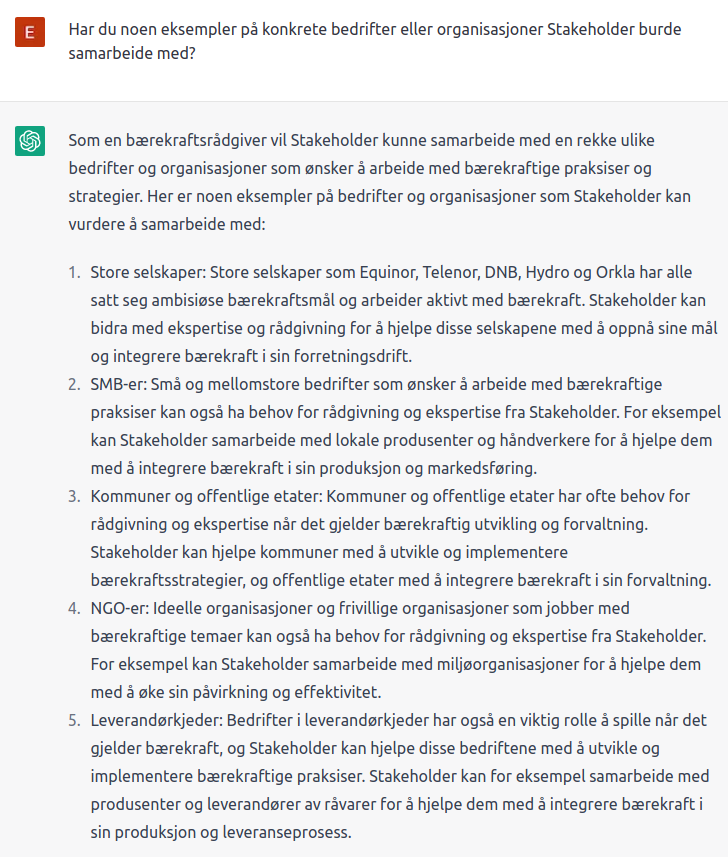 E
Har du noen eksempler på konkrete bedrifter eller organisasjoner Stakeholder burde
samarbeide med?
Som en bærekraftsrådgiver vil Stakeholder kunne samarbeide med en rekke ulike
bedrifter og organisasjoner som ønsker å arbeide med bærekraftige praksiser og
strategier. Her er noen eksempler på bedrifter og organisasjoner som Stakeholder kan
vurdere å samarbeide med:
1. Store selskaper: Store selskaper som Equinor, Telenor, DNB, Hydro og Orkla har alle
satt seg ambisiøse bærekraftsmål og arbeider aktivt med bærekraft. Stakeholder kan
bidra med ekspertise og rådgivning for å hjelpe disse selskapene med å oppnå sine mål
og integrere bærekraft i sin forretningsdrift.
2. SMB-er: Små og mellomstore bedrifter som ønsker å arbeide med bærekraftige
praksiser kan også ha behov for rådgivning og ekspertise fra Stakeholder. For eksempel
kan Stakeholder samarbeide med lokale produsenter og håndverkere for å hjelpe dem
med å integrere bærekraft i sin produksjon og markedsføring.
3. Kommuner og offentlige etater: Kommuner og offentlige etater har ofte behov for
rådgivning og ekspertise når det gjelder bærekraftig utvikling og forvaltning.
Stakeholder kan hjelpe kommuner med å utvikle og implementere
bærekraftsstrategier, og offentlige etater med å integrere bærekraft i sin forvaltning.
4. NGO-er: Ideelle organisasjoner og frivillige organisasjoner som jobber med
bærekraftige temaer kan også ha behov for rådgivning og ekspertise fra Stakeholder.
For eksempel kan Stakeholder samarbeide med miljøorganisasjoner for å hjelpe dem
med å øke sin påvirkning og effektivitet.
5. Leverandørkjeder: Bedrifter i leverandørkjeder har også en viktig rolle å spille når det
gjelder bærekraft, og Stakeholder kan hjelpe disse bedriftene med å utvikle og
implementere bærekraftige praksiser. Stakeholder kan for eksempel samarbeide med
produsenter og leverandører av råvarer for å hjelpe dem med å integrere bærekraft i
sin produksjon og leveranseprosess.